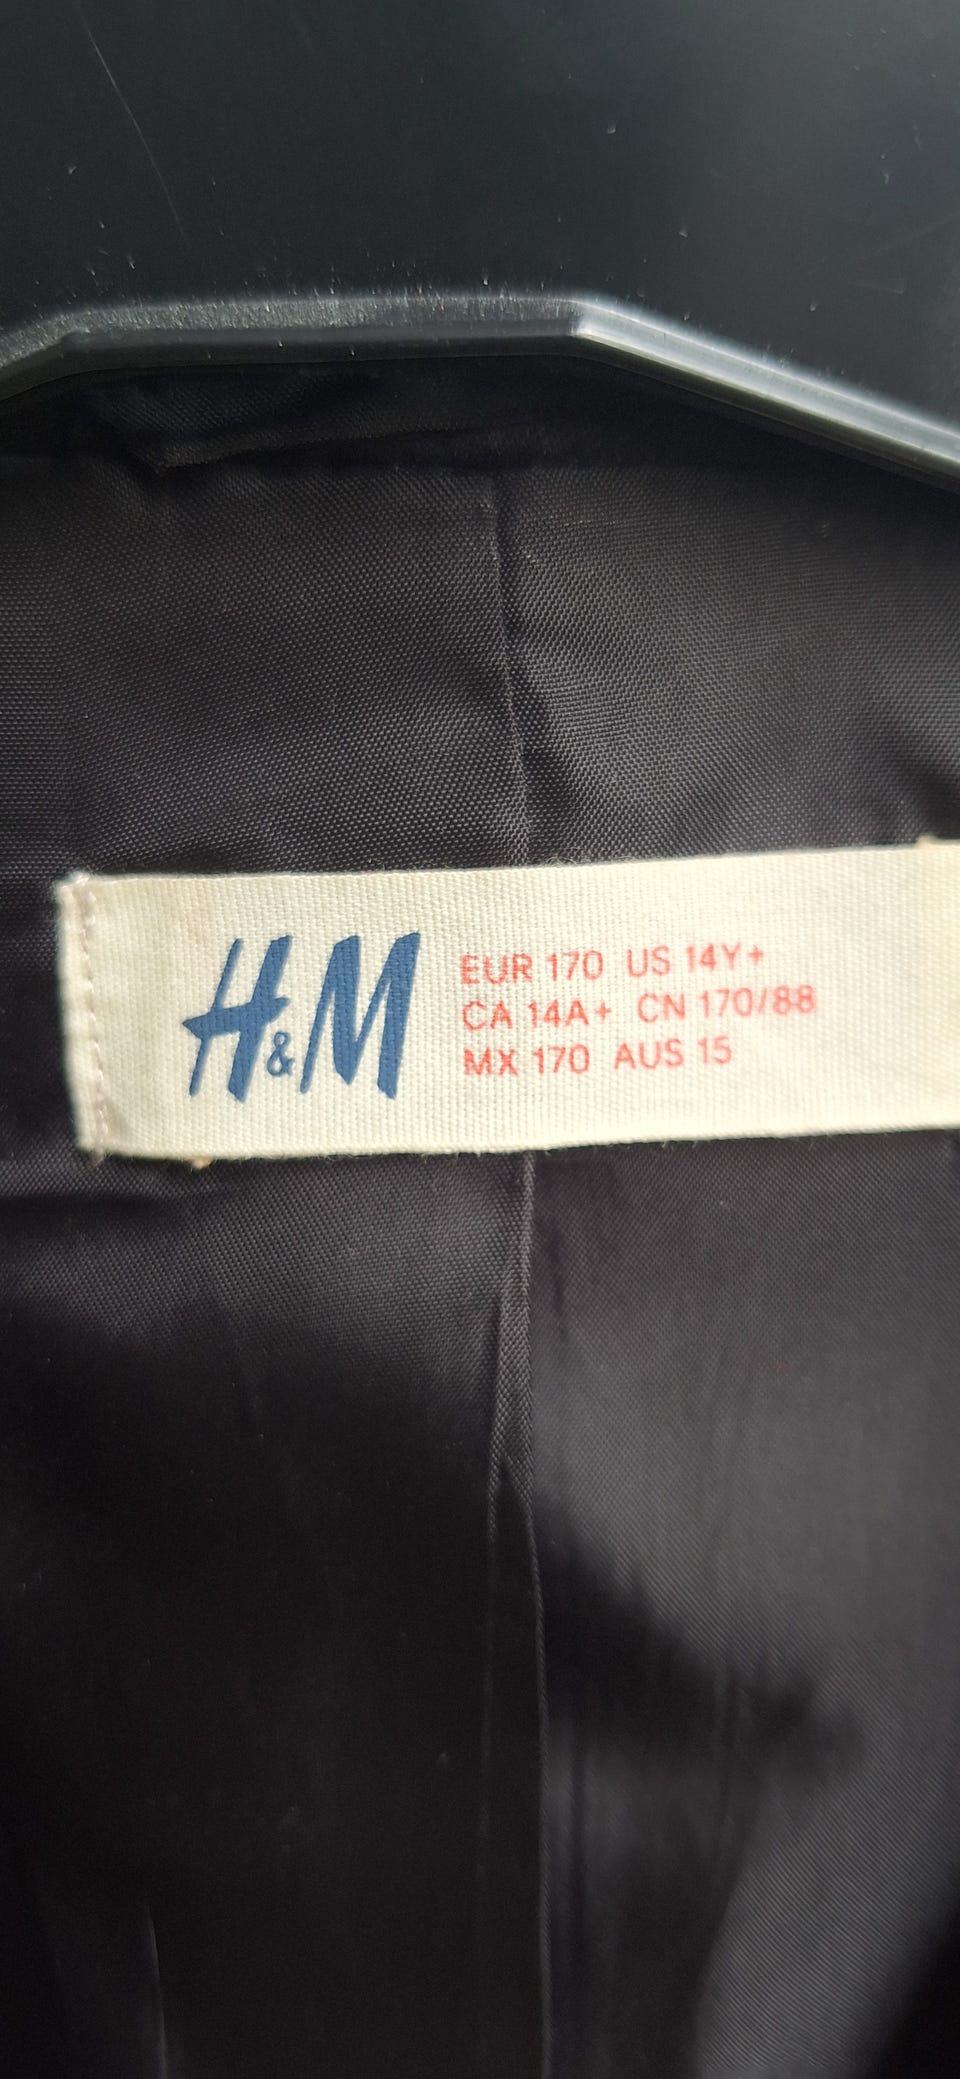 H&M
EUR 170 US 14Y+
CA 14A+ CN 170/88
MX 170 AUS 15